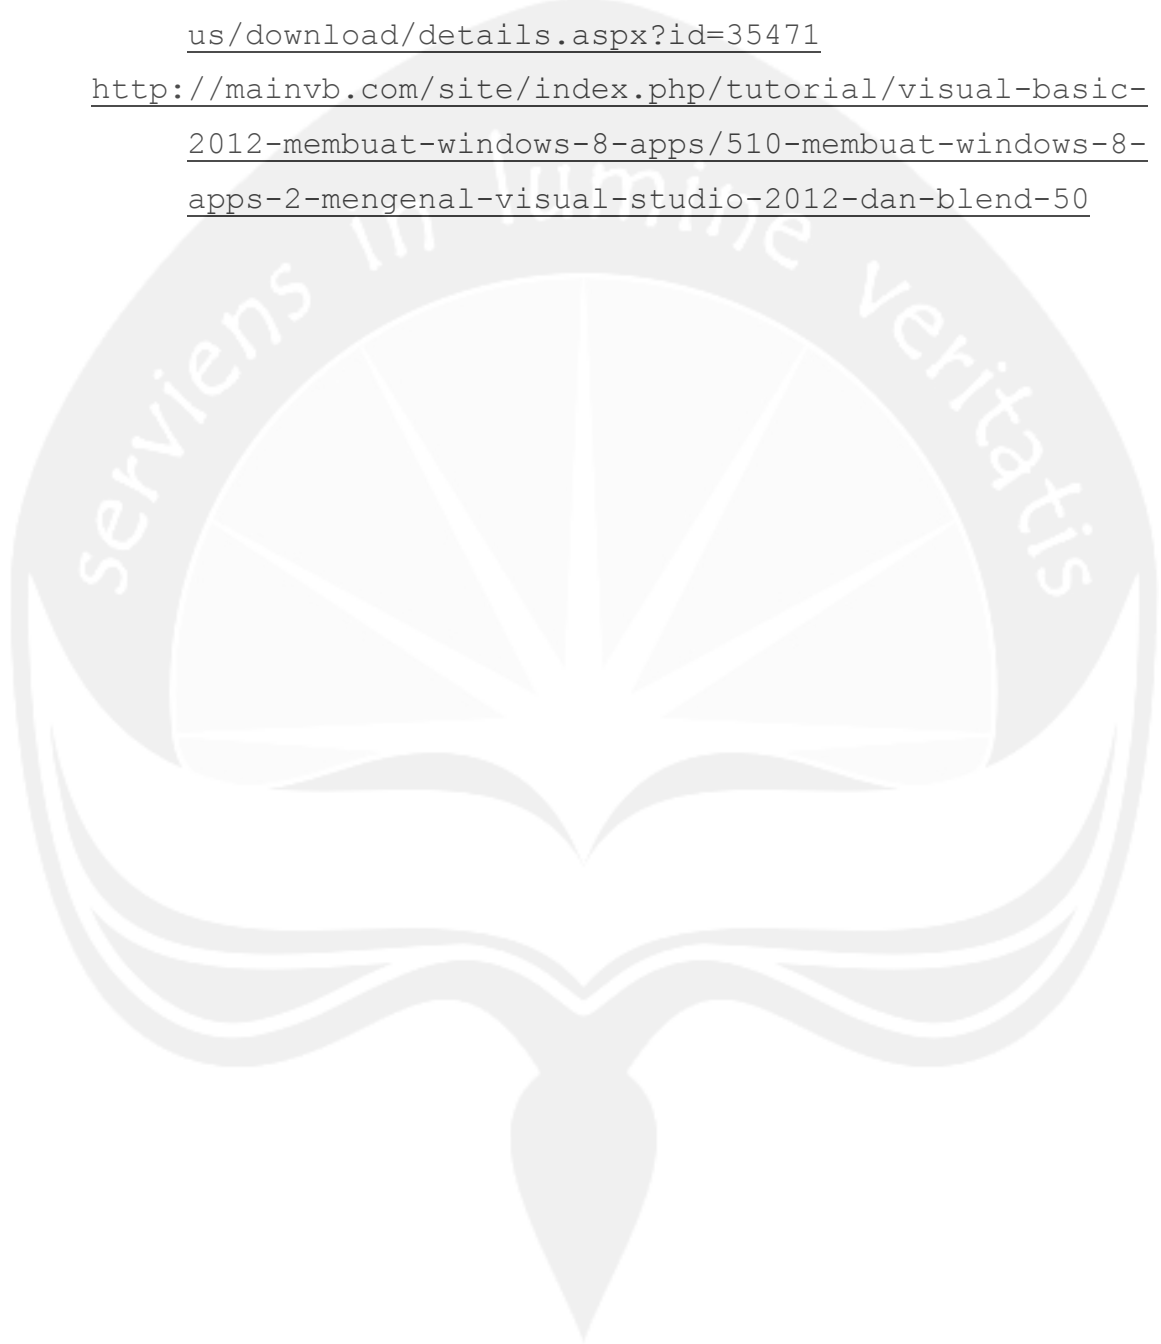 us/download/details.aspx?id=35471
http://mainvb.com/site/index.php/tutorial/visual-basic-
2012-membuat-windows-8-apps/510-membuat-windows-8-
apps-2-mengenal-visual-studio-2012-dan-blend-50
serviens in lumine veritatis